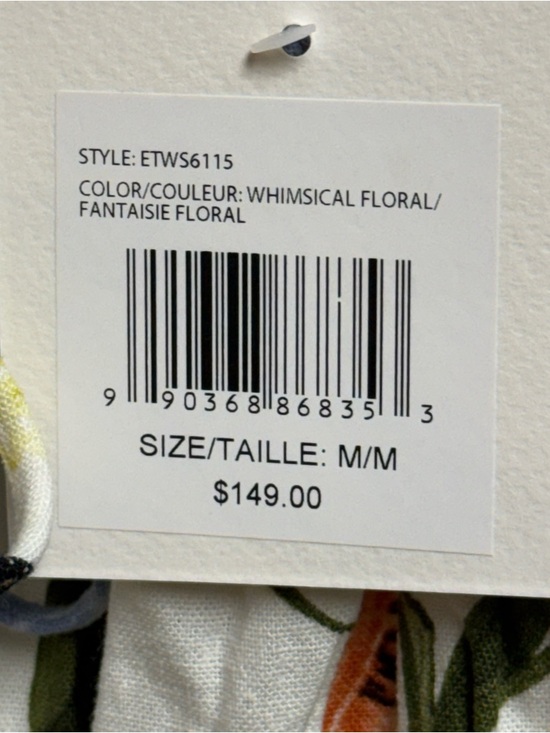 STYLE: ETWS6115
COLOR/COULEUR: WHIMSICAL FLORAL/
FANTAISIE FLORAL
9 90368 86835 3
SIZE/TAILLE: M/M
$149.00